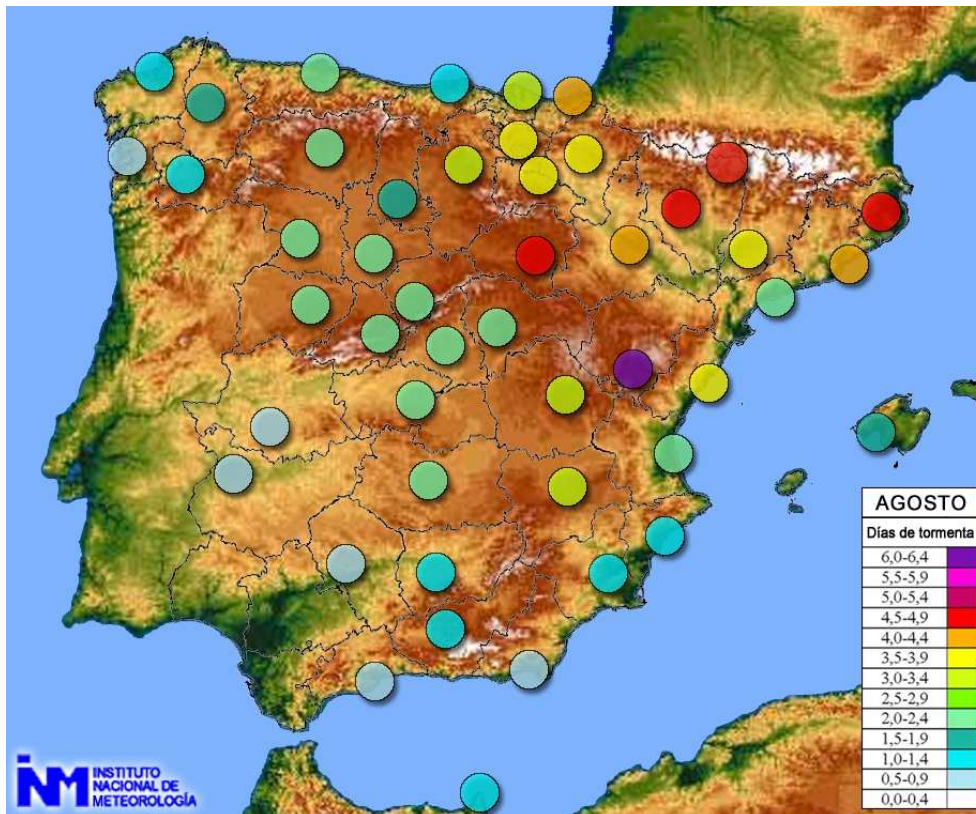 AGOSTO
Días de tormenta
6,0-6,4
5,5-5,9
5,0-5,4
4,5-4,9
4,0-4,4
3,5-3,9
3,0-3,4
2,5-2,9
2,0-2,4
1,5-1,9
1,0-1,4
0,5-0,9
0,0-0,4
INM
INSTITUTO
NACIONAL DE
METEOROLOGÍA